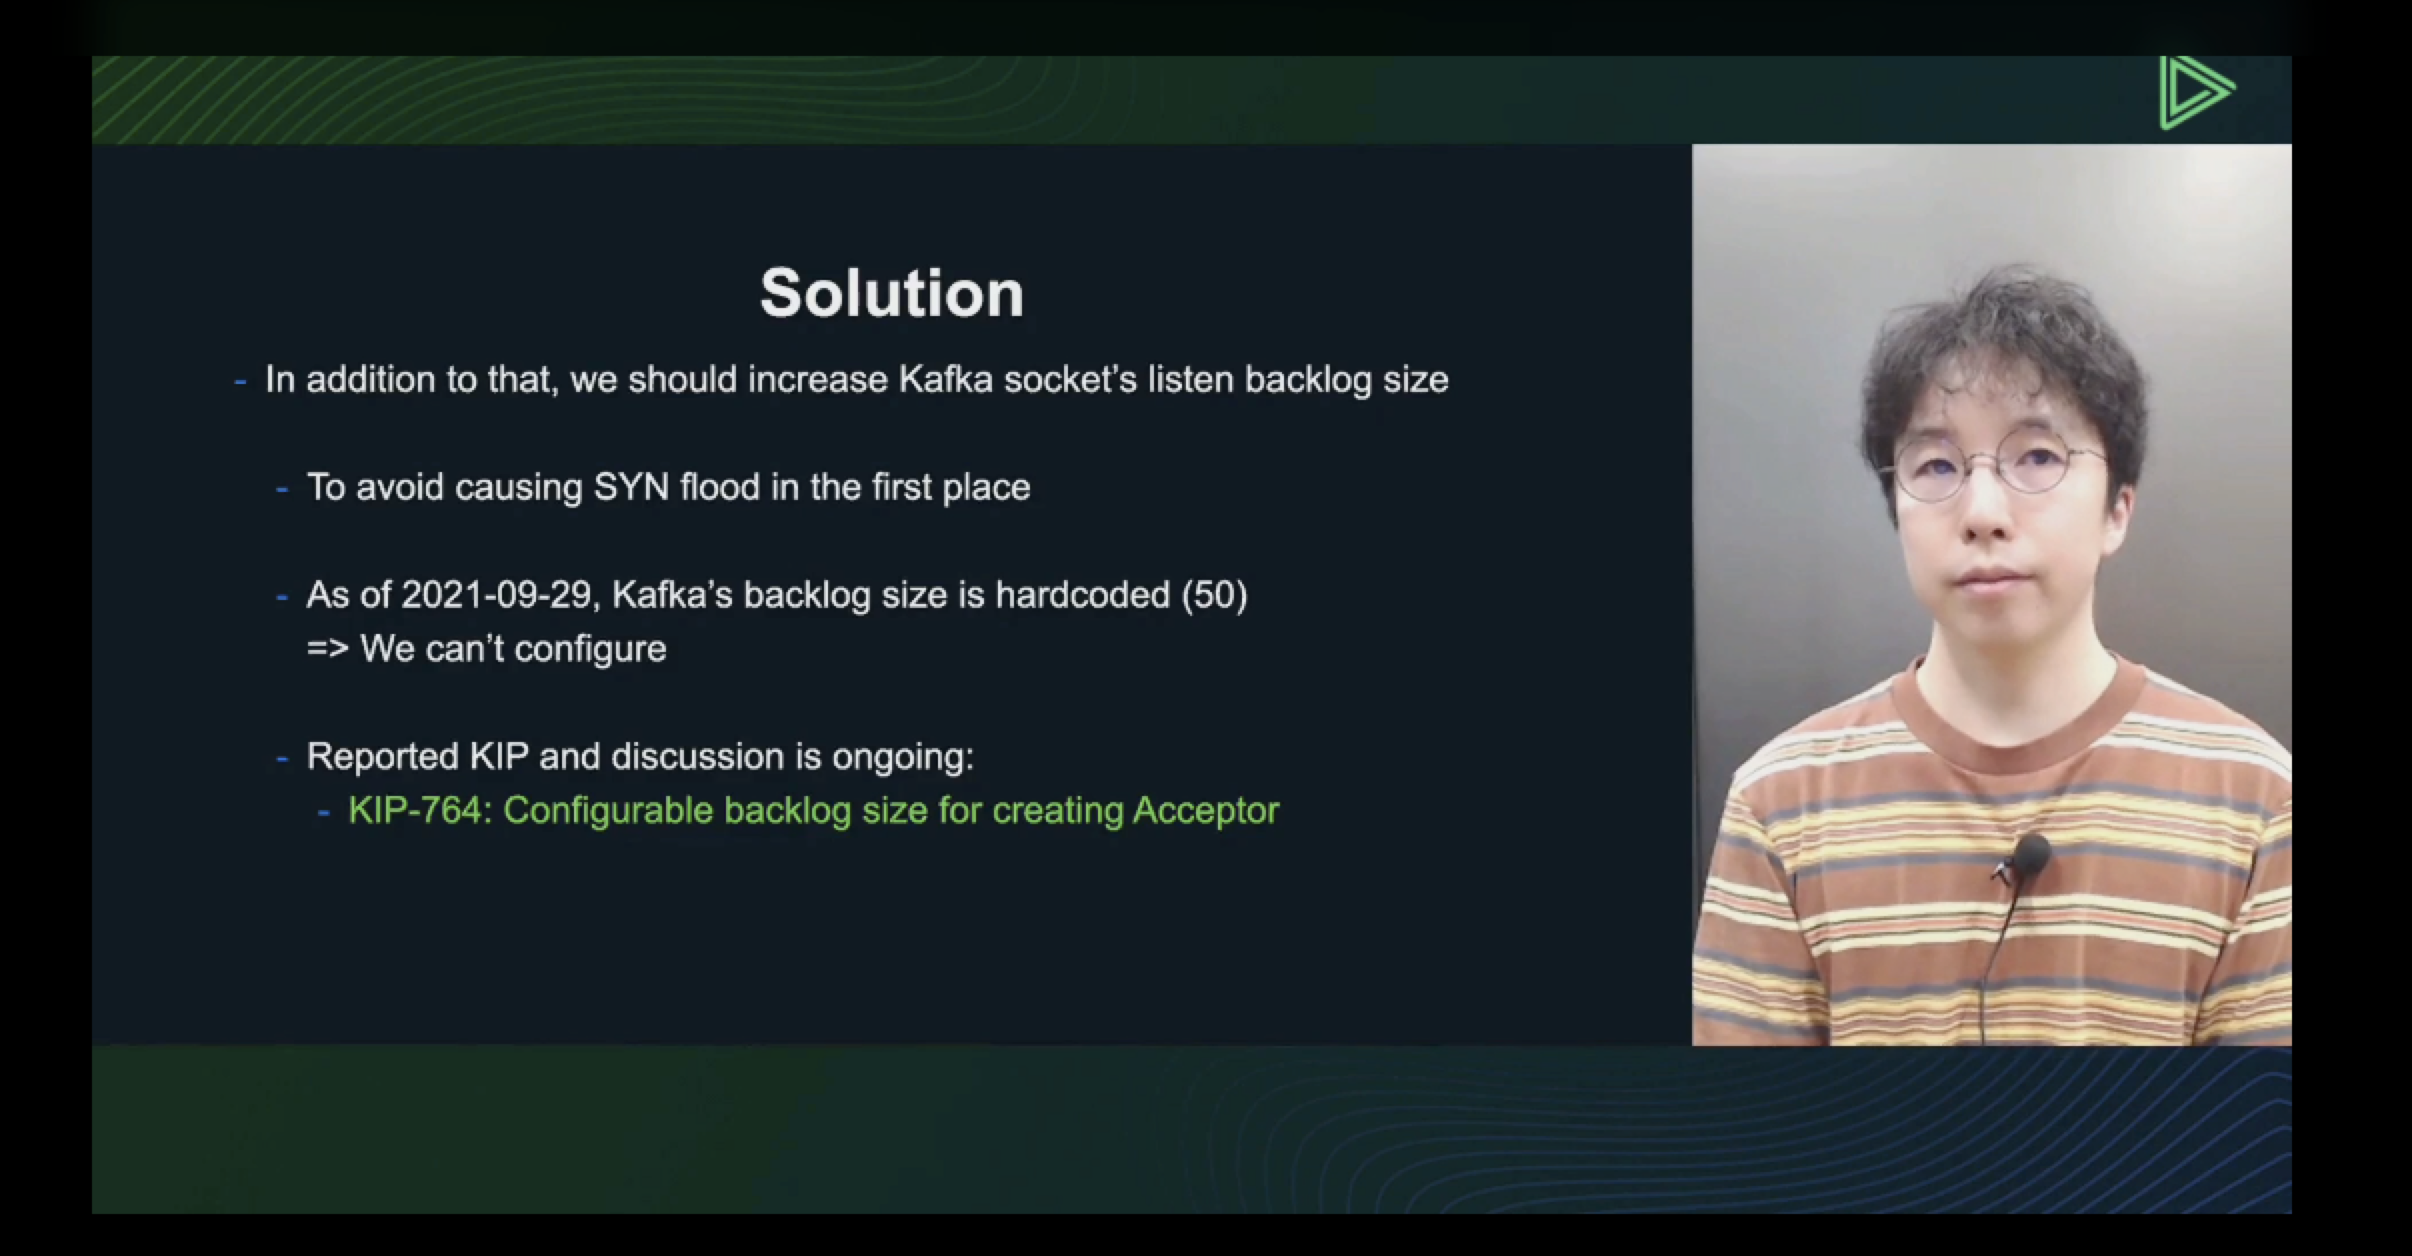 Solution
- In addition to that, we should increase Kafka socket’s listen backlog size
- To avoid causing SYN flood in the first place
- As of 2021-09-29, Kafka’s backlog size is hardcoded (50)
=> We can’t configure
- Reported KIP and discussion is ongoing:
- KIP-764: Configurable backlog size for creating Acceptor